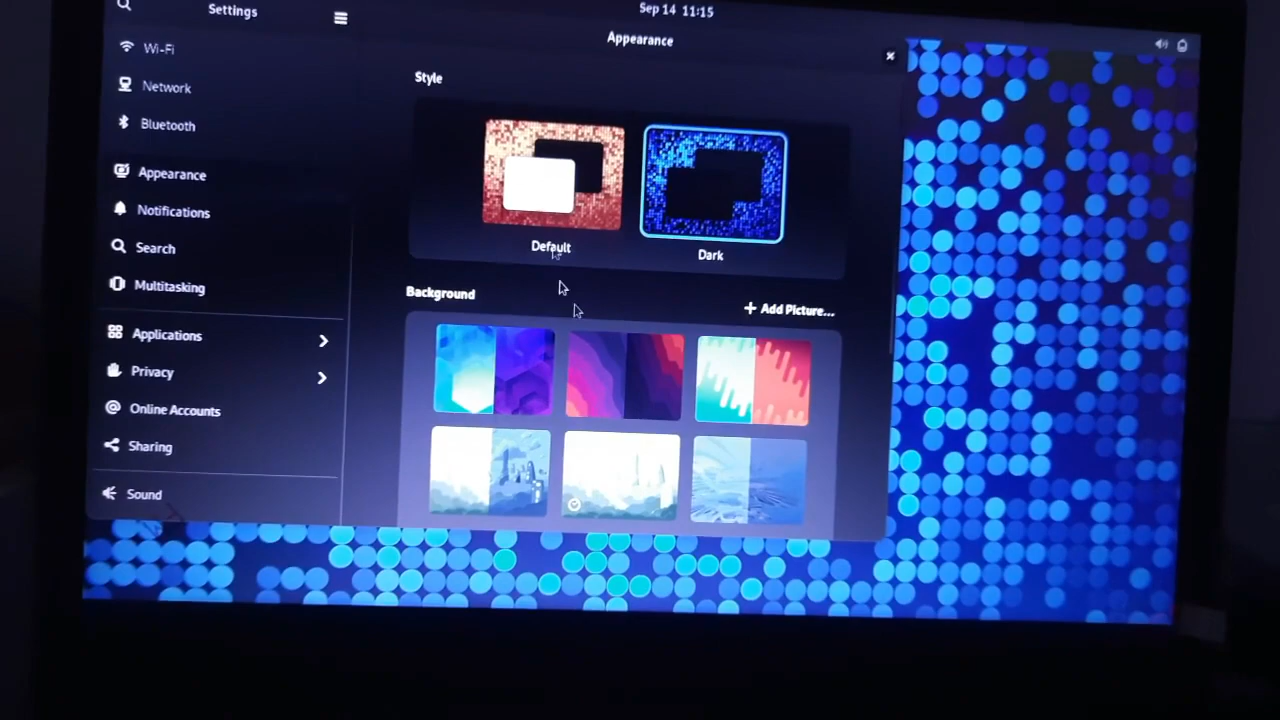 Sep 14 11:15
Settings
Wi-Fi
Network
Bluetooth
Appearance
Notifications
Search
Multitasking
Applications
Privacy
Online Accounts
Sharing
Sound
Appearance
Style
Default
Dark
Background
Add Picture...